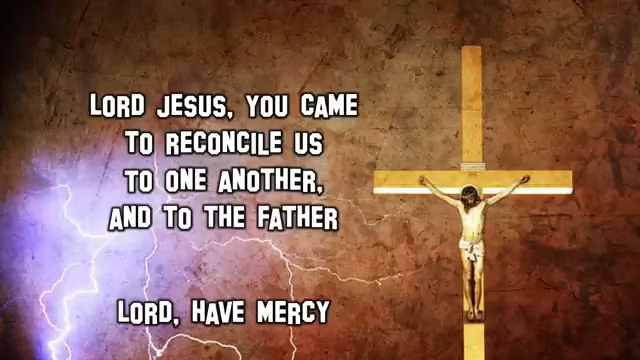 LORD JESUS, YOU CAME
TO RECONCILE US
TO ONE ANOTHER,
AND TO THE FATHER
LORD, HAVE MERCY